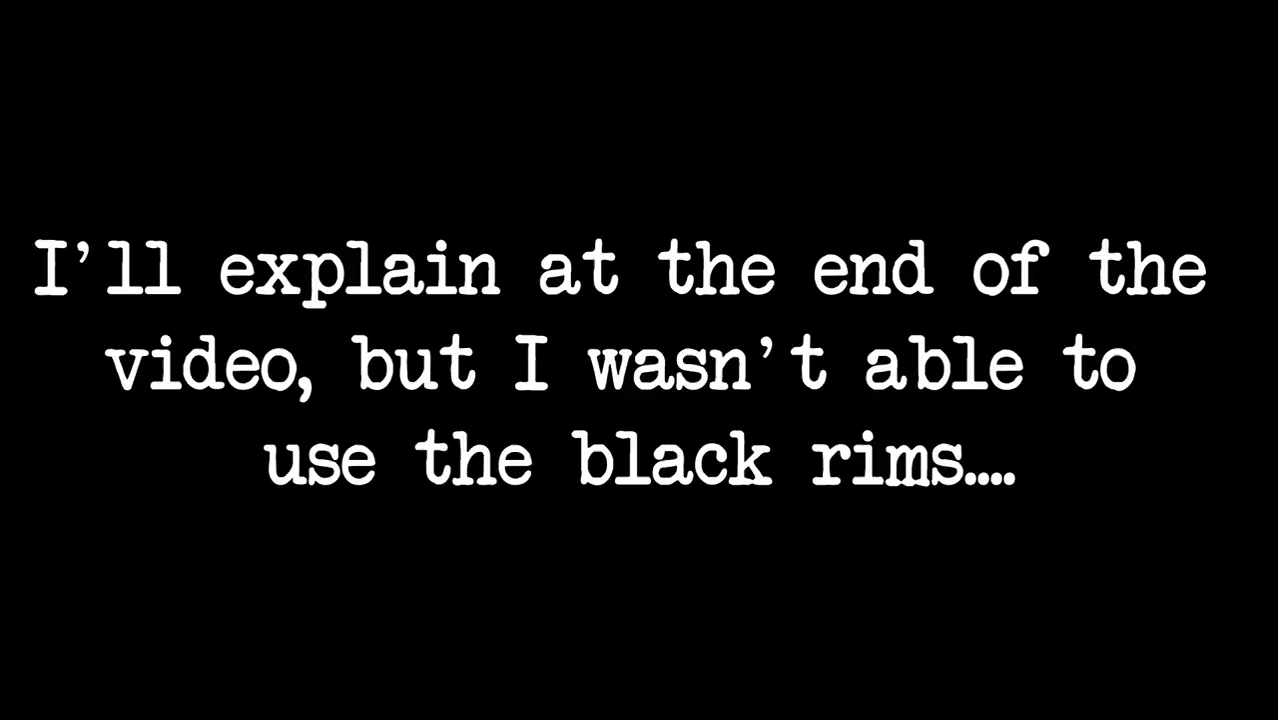 I'll explain at the end of the
video, but I wasn't able to
use the black rims....